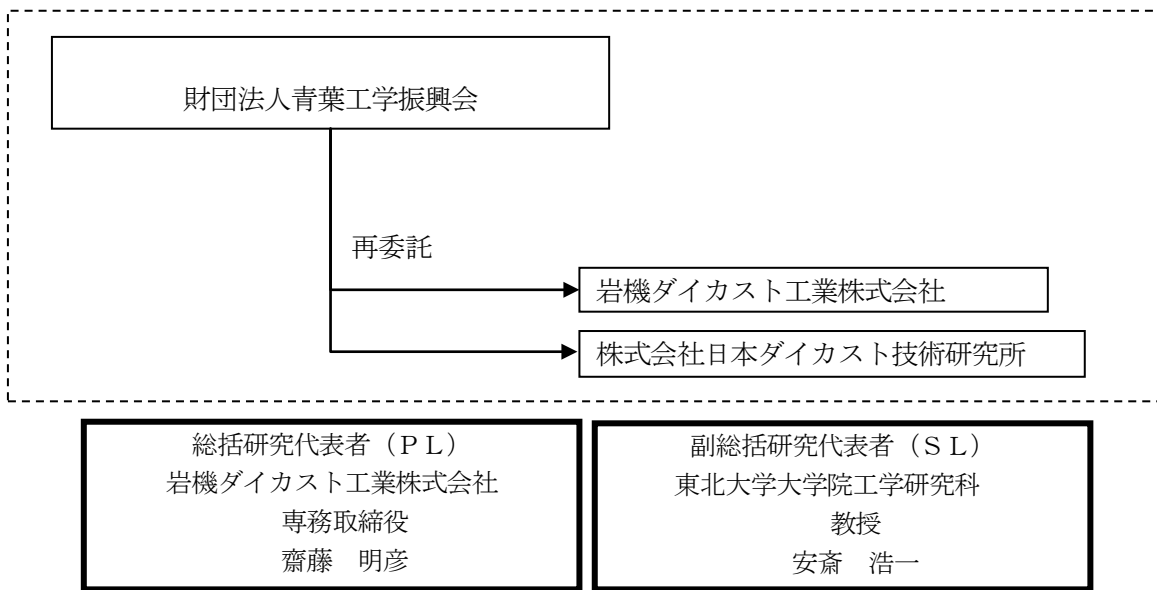 財団法人青葉工学振興会
再委託
岩機ダイカスト工業株式会社
株式会社日本ダイカスト技術研究所
総括研究代表者（ＰＬ）
岩機ダイカスト工業株式会社
専務取締役
齋藤　明彦
副総括研究代表者（ＳＬ）
東北大学大学院工学研究科
教授
安斎　浩一